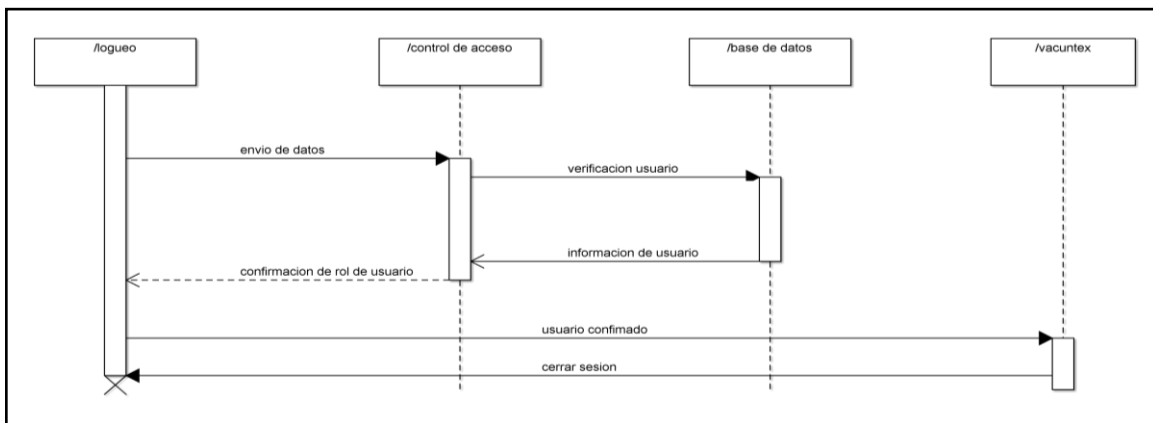 /logueo
/control de acceso
/base de datos
/vacuntex
envio de datos
verificacion usuario
informacion de usuario
confirmacion de rol de usuario
usuario confimado
cerrar sesion